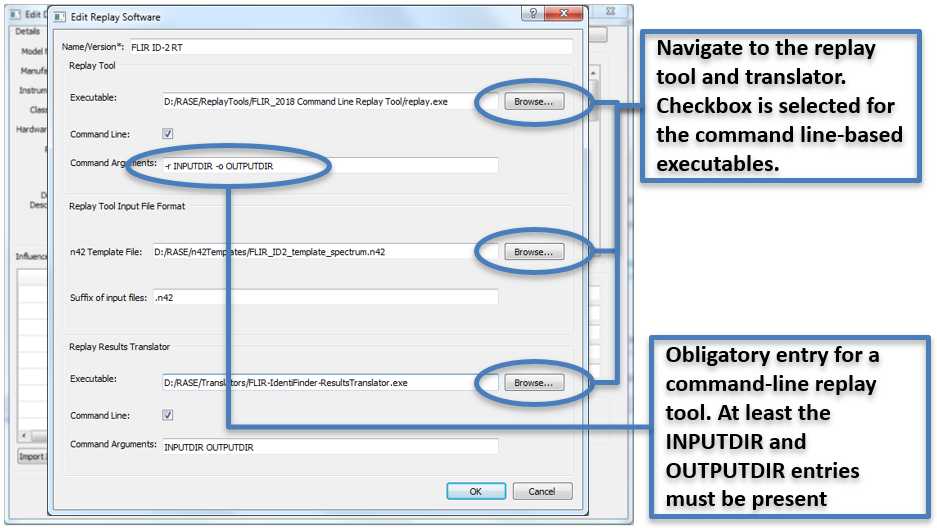 Edit D
Edit Replay Software
Details
Model N
Manufa
Instrum
Class
Hardwar
De
Desc
Influence
Import I
Name/Version*: FLIR ID-2 RT
Replay Tool
Executable: D:/RASE/ReplayTools/FLIR_2018 Command Line Replay Tool/replay.exe Browse...
Command Line:
Command Arguments: -r INPUTDIR -o OUTPUTDIR
Replay Tool Input File Format
n42 Template File: D:/RASE/n42Templates/FLIR_ID2_template_spectrum.n42 Browse...
Suffix of input files: .n42
Replay Results Translator
Executable: D:/RASE/Translators/FLIR-IdentiFinder-ResultsTranslator.exe Browse...
Command Line:
Command Arguments: INPUTDIR OUTPUTDIR
OK Cancel
Navigate to the replay
tool and translator.
Checkbox is selected for
the command line-based
executables.
Obligatory entry for a
command-line replay
tool. At least the
INPUTDIR and
OUTPUTDIR entries
must be present